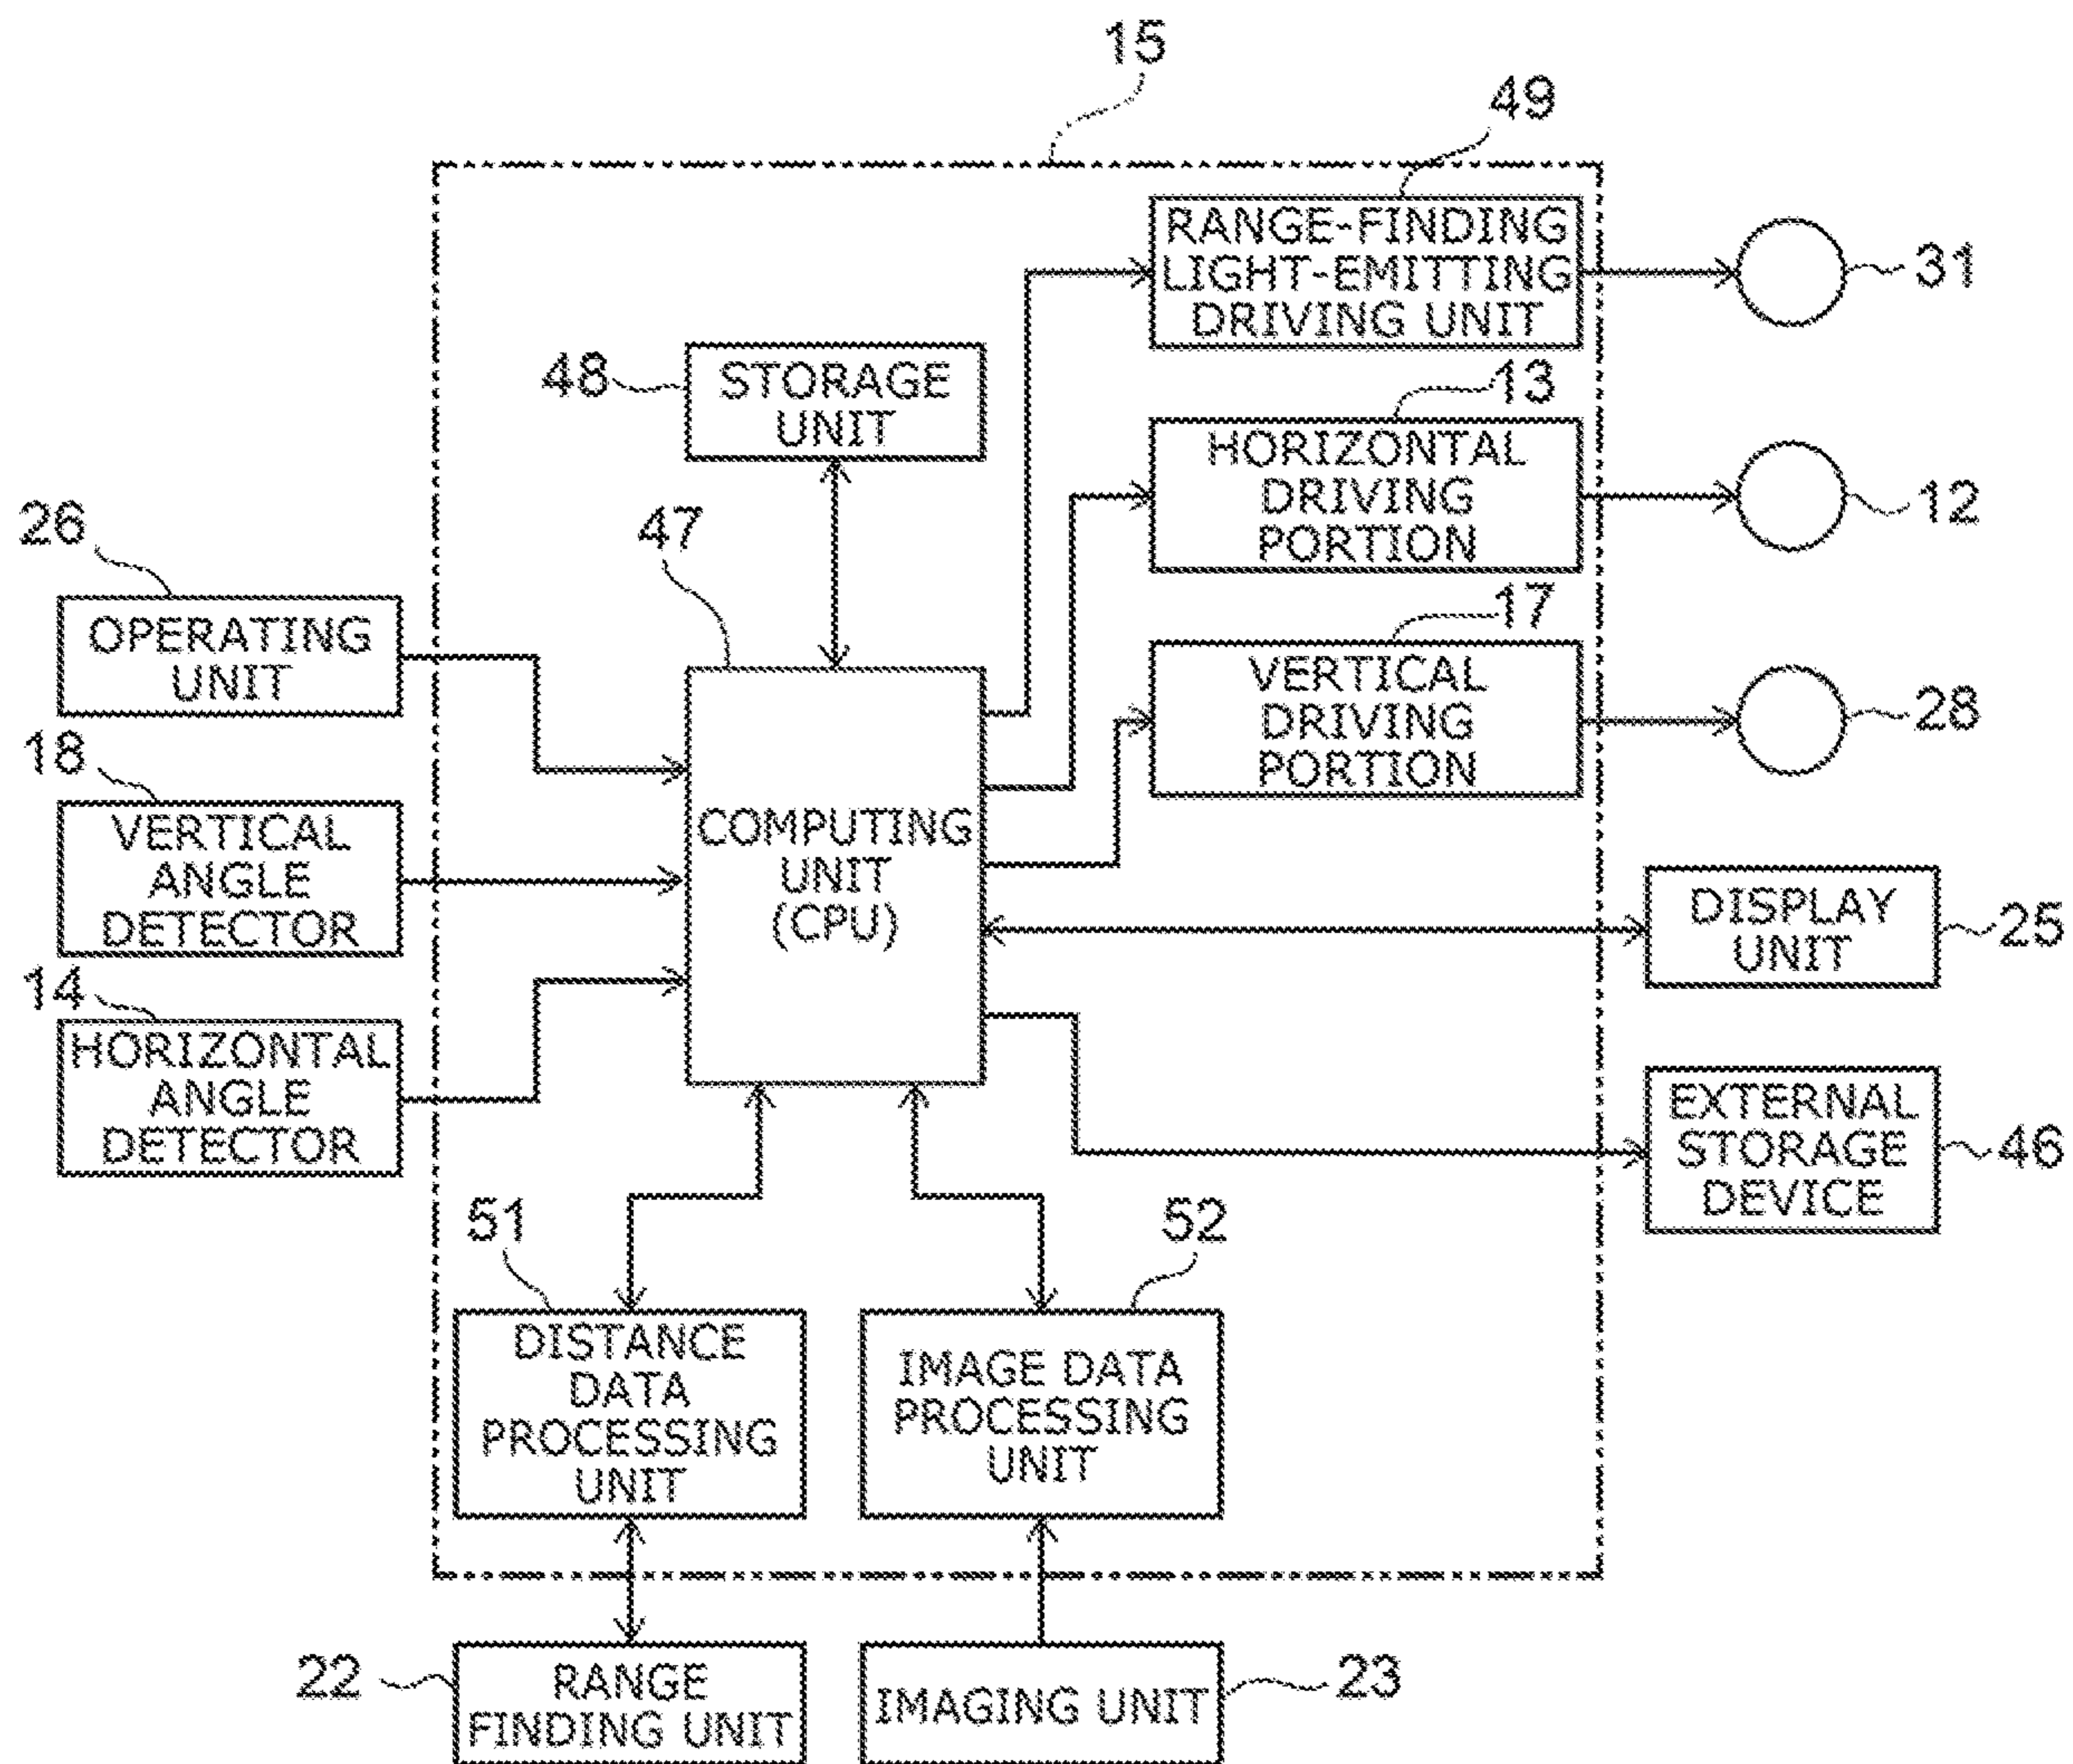 15
49
RANGE-FINDING
LIGHT-EMITTING
DRIVING UNIT
31
48
STORAGE
UNIT
13
HORIZONTAL
DRIVING
PORTION
12
26
OPERATING
UNIT
47
COMPUTING
UNIT
(CPU)
17
VERTICAL
DRIVING
PORTION
28
18
VERTICAL
ANGLE
DETECTOR
DISPLAY
UNIT
25
14
HORIZONTAL
ANGLE
DETECTOR
EXTERNAL
STORAGE
DEVICE
46
51
DISTANCE
DATA
PROCESSING
UNIT
52
IMAGE DATA
PROCESSING
UNIT
22
RANGE
FINDING UNIT
IMAGING UNIT
23